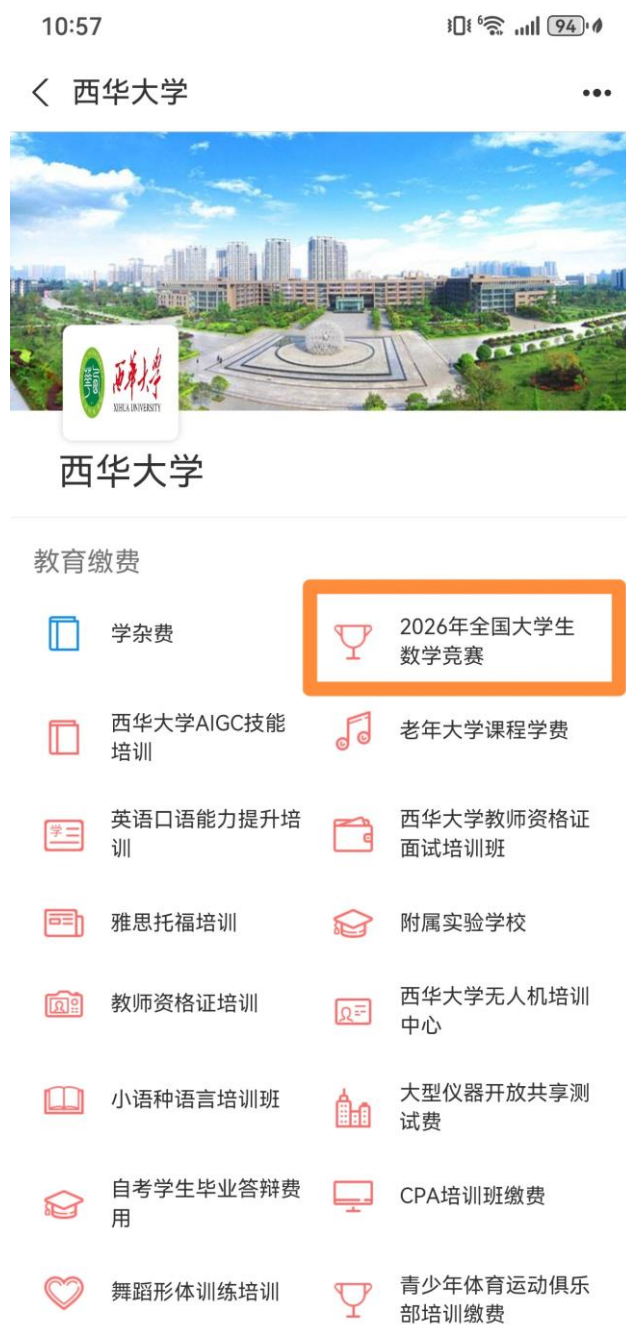 10:57
6
94
西华大学
西华大学
XIHUA UNIVERSITY
西华大学
教育缴费
学杂费
2026年全国大学生
数学竞赛
西华大学AIGC技能
培训
老年大学课程学费
英语口语能力提升培
训
西华大学教师资格证
面试培训班
雅思托福培训
附属实验学校
教师资格证培训
西华大学无人机培训
中心
小语种语言培训班
大型仪器开放共享测
试费
自考学生毕业答辩费
用
CPA培训班缴费
舞蹈形体训练培训
青少年体育运动俱乐
部培训缴费